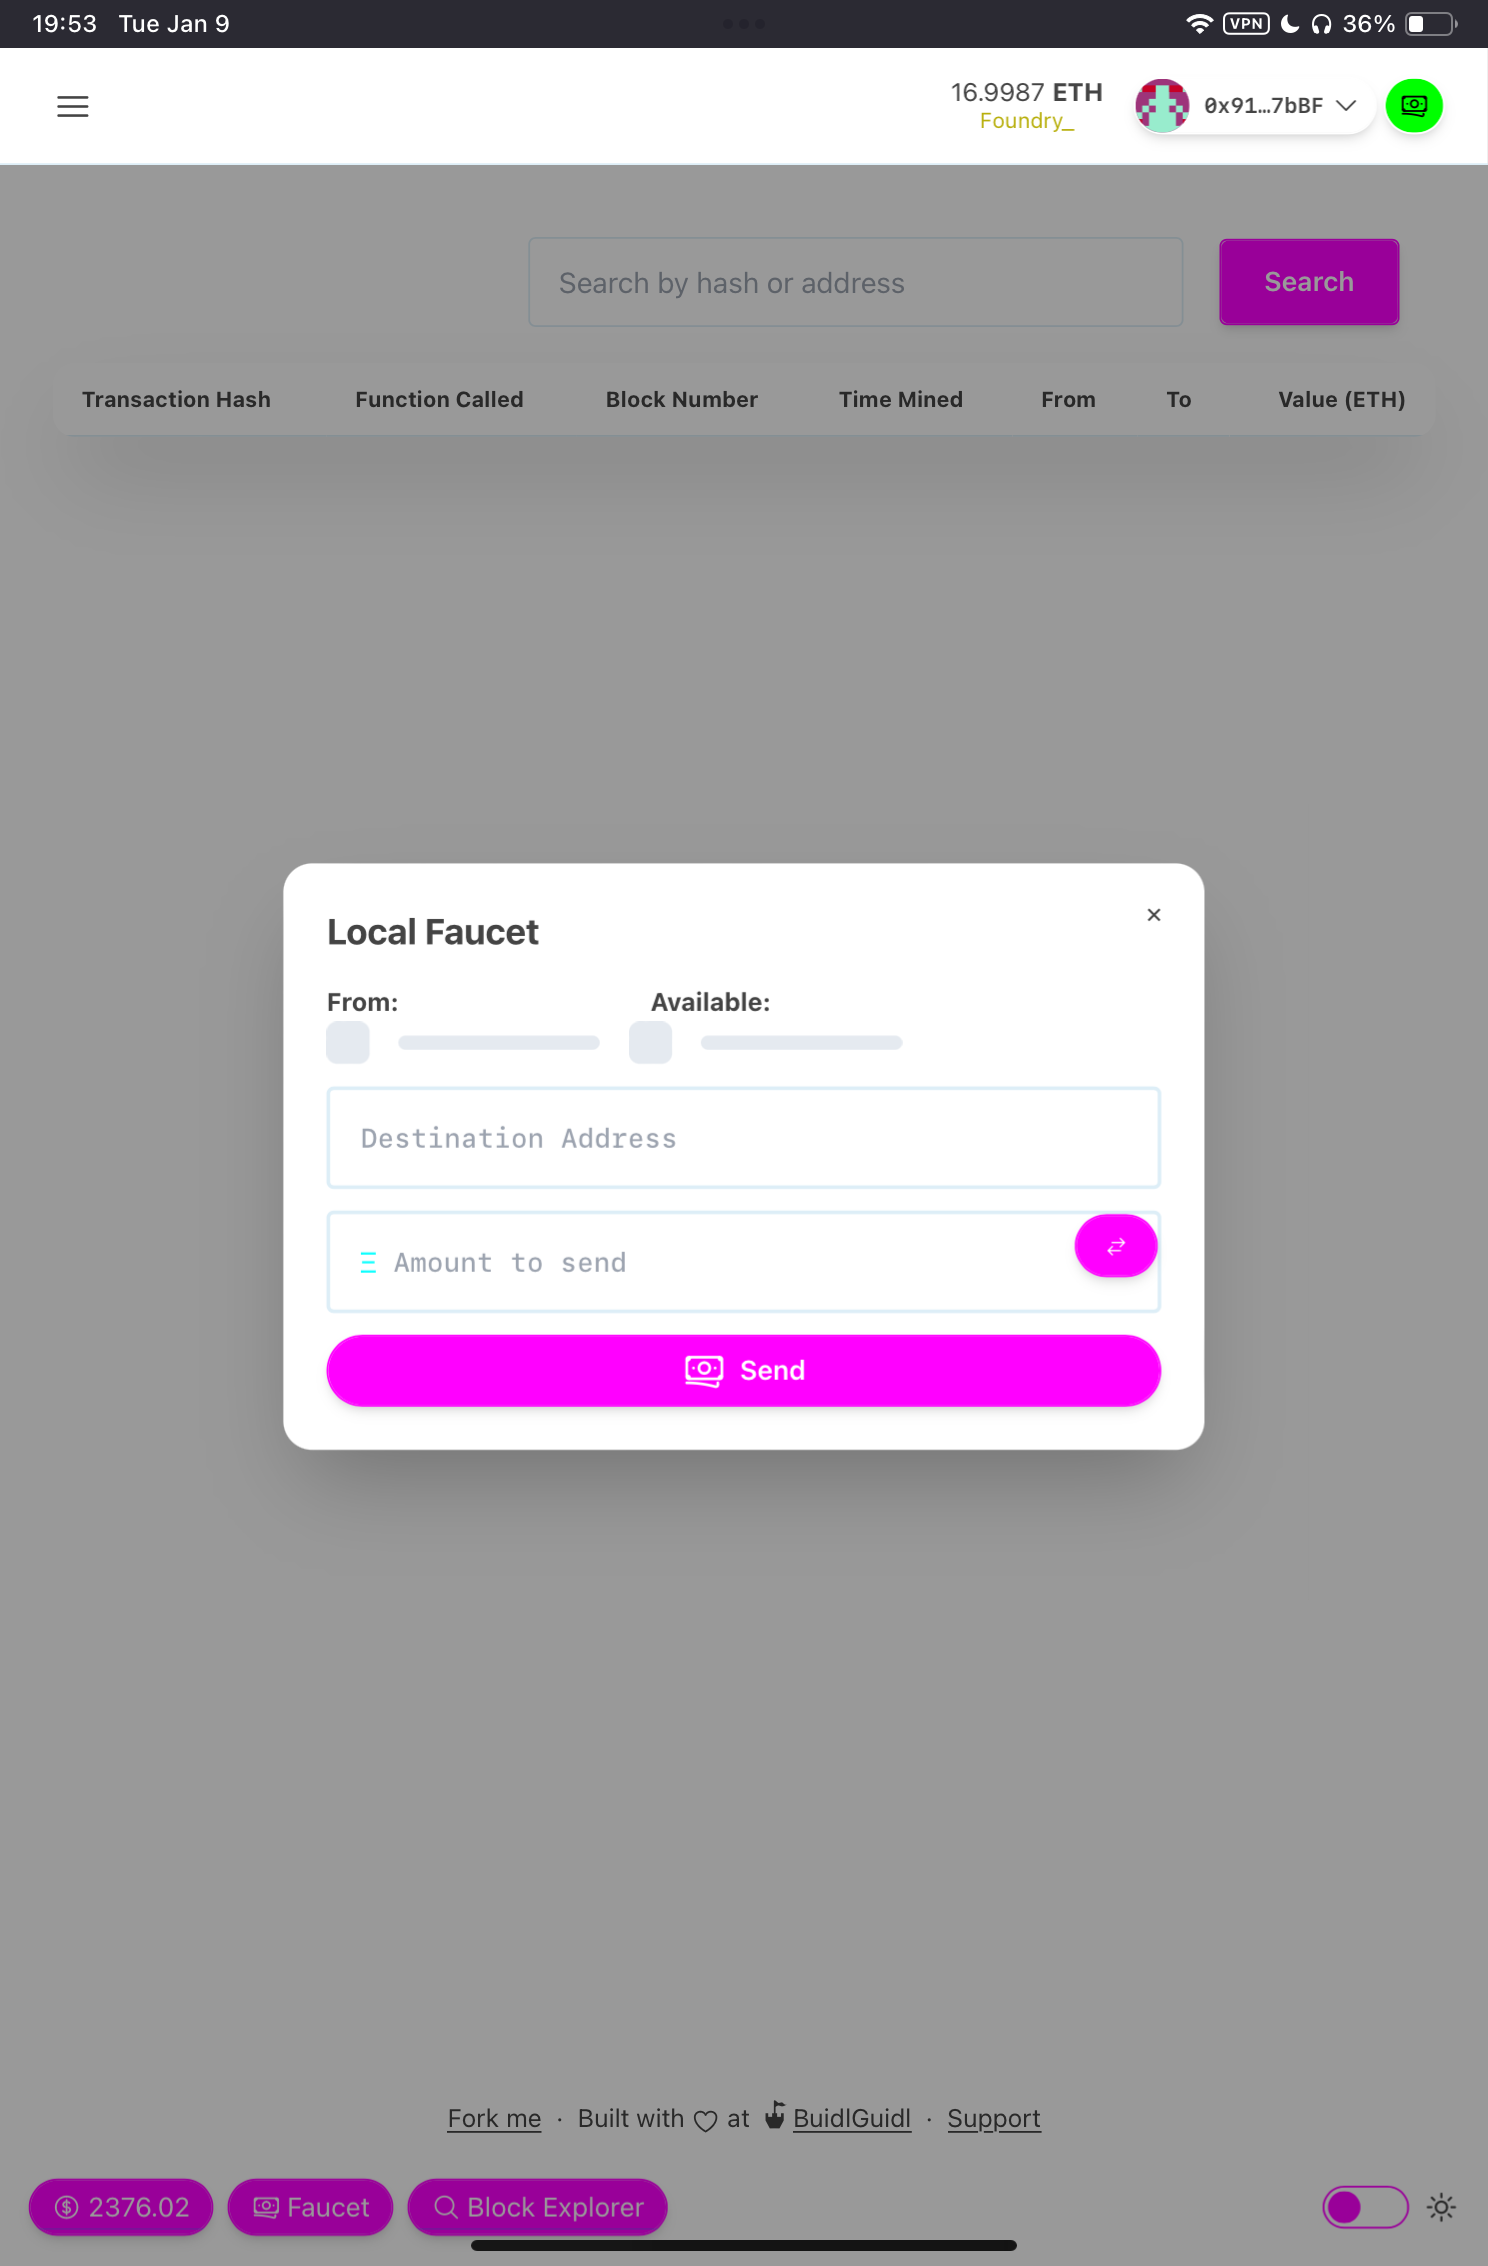 19:53 Tue Jan 9
VPN 36%
16.9987 ETH
Foundry_
0x91…7bBF
Search by hash or address
Search
Transaction Hash Function Called Block Number Time Mined From To Value (ETH)
Local Faucet
×
From: Available:
Destination Address
Ξ Amount to send
Send
Fork me · Built with ♡ at BuidlGuidl · Support
2376.02 Faucet Block Explorer